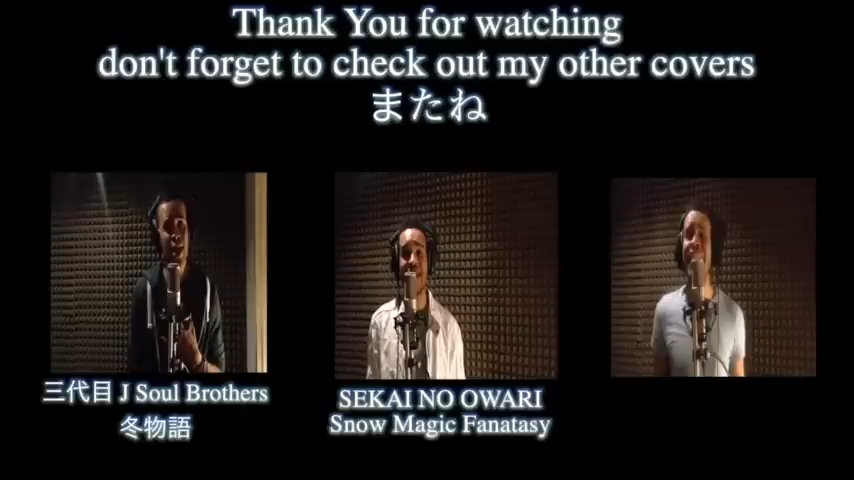 Thank You for watching
don't forget to check out my other covers
またね
三代目 J Soul Brothers
冬物語
SEKAI NO OWARI
Snow Magic Fanatasy